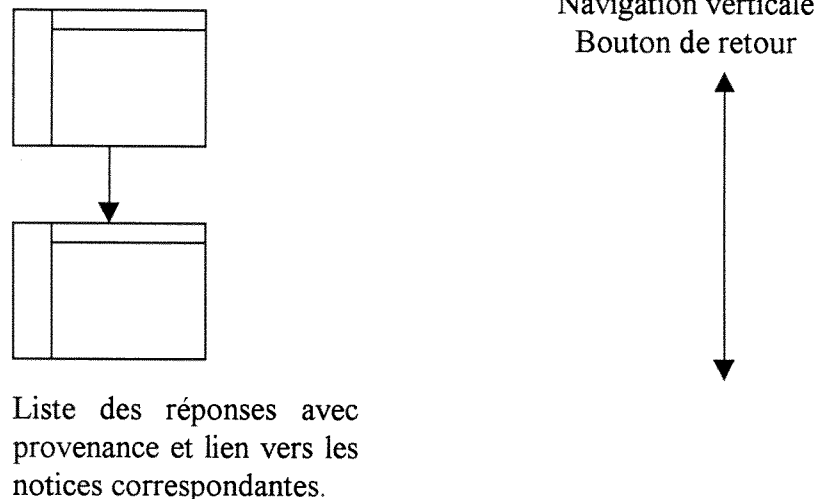 Navigation verticale
Bouton de retour
Liste des réponses avec
provenance et lien vers les
notices correspondantes.